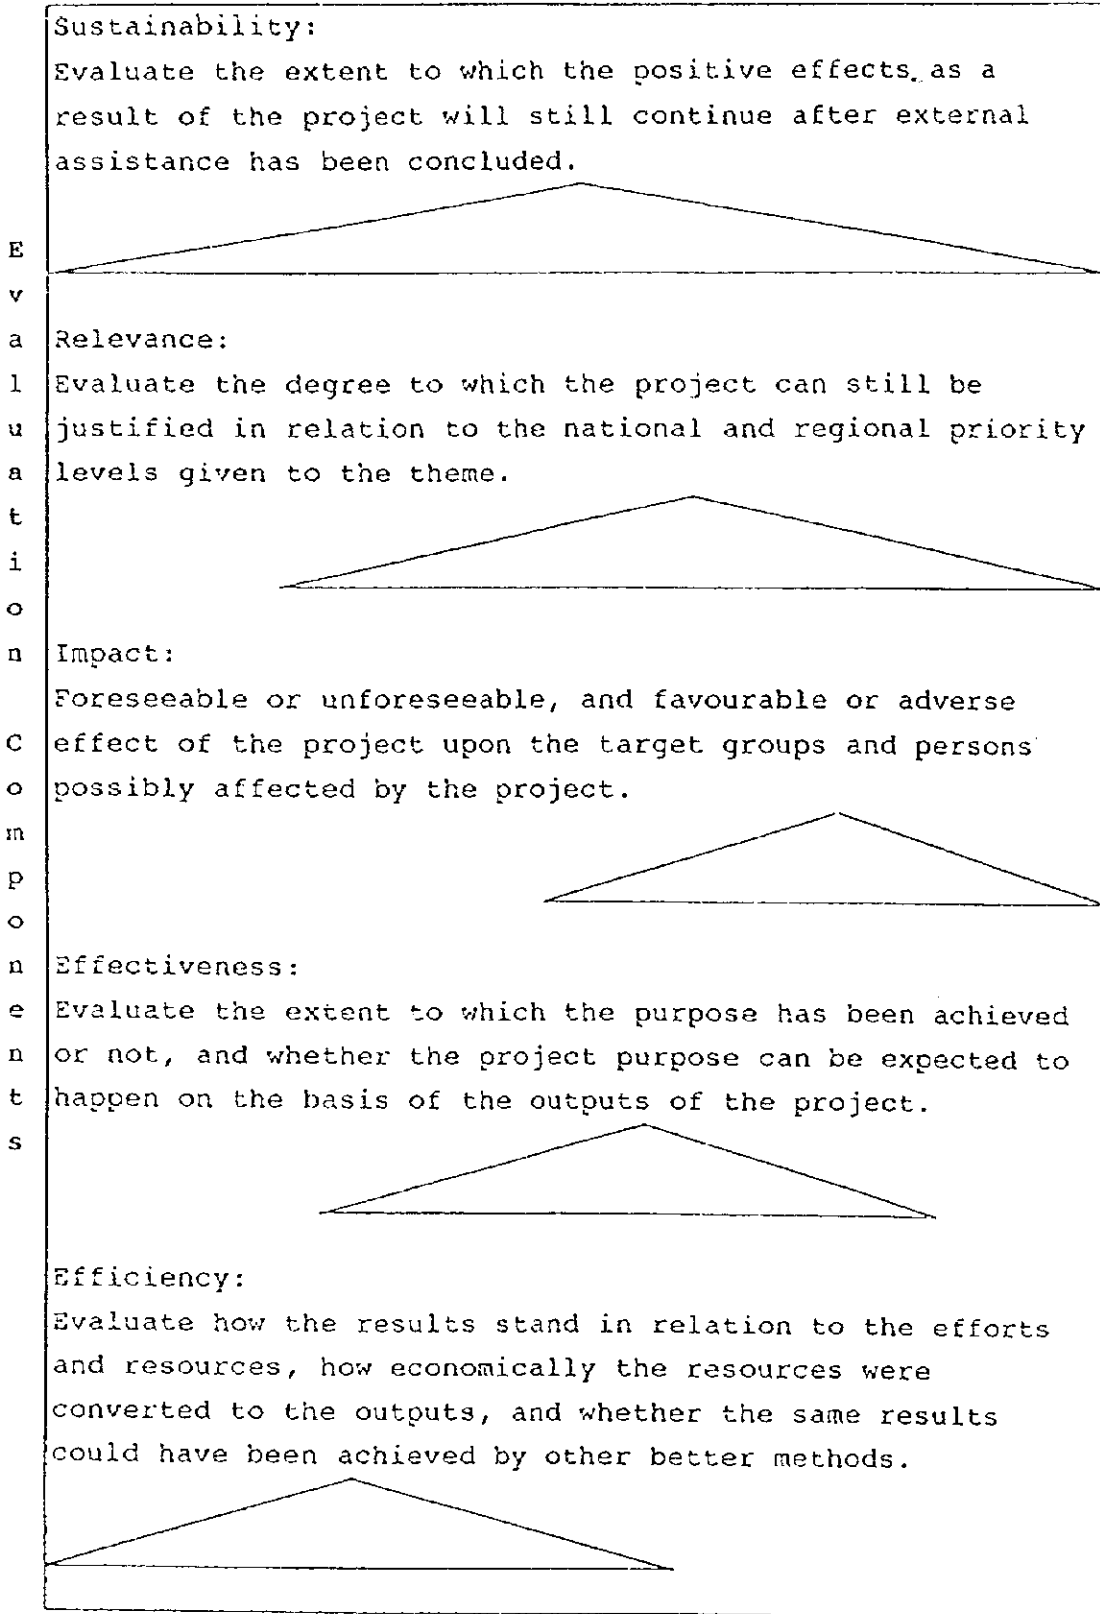 Sustainability:
Evaluate the extent to which the positive effects. as a
result of the project will still continue after external
assistance has been concluded.
Evaluation Components
Relevance:
Evaluate the degree to which the project can still be
justified in relation to the national and regional priority
levels given to the theme.
Impact:
Foreseeable or unforeseeable, and favourable or adverse
effect of the project upon the target groups and persons
possibly affected by the project.
Effectiveness:
Evaluate the extent to which the purpose has been achieved
or not, and whether the project purpose can be expected to
happen on the basis of the outputs of the project.
Efficiency:
Evaluate how the results stand in relation to the efforts
and resources, how economically the resources were
converted to the outputs, and whether the same results
could have been achieved by other better methods.